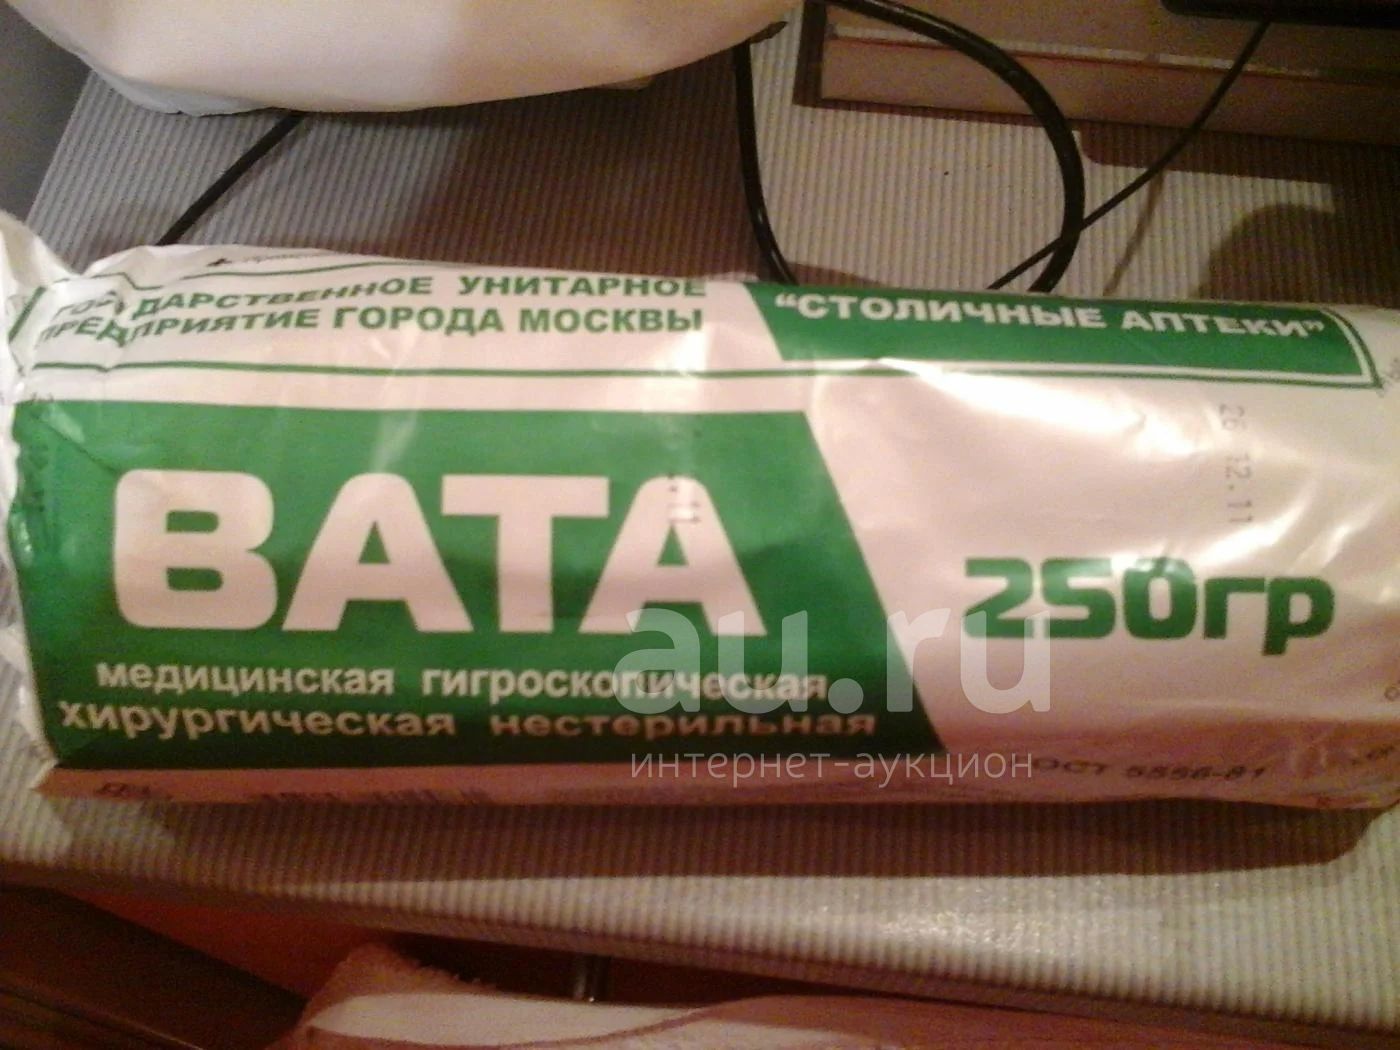 ГОСУДАРСТВЕННОЕ УНИТАРНОЕ
ПРЕДПРИЯТИЕ ГОРОДА МОСКВЫ
"СТОЛИЧНЫЕ АПТЕКИ"
26 12.11
ВАТА
250гр
медицинская гигроскопическая
хирургическая нестерильная
ГОСТ 5556-81
au.ru
интернет-аукцион